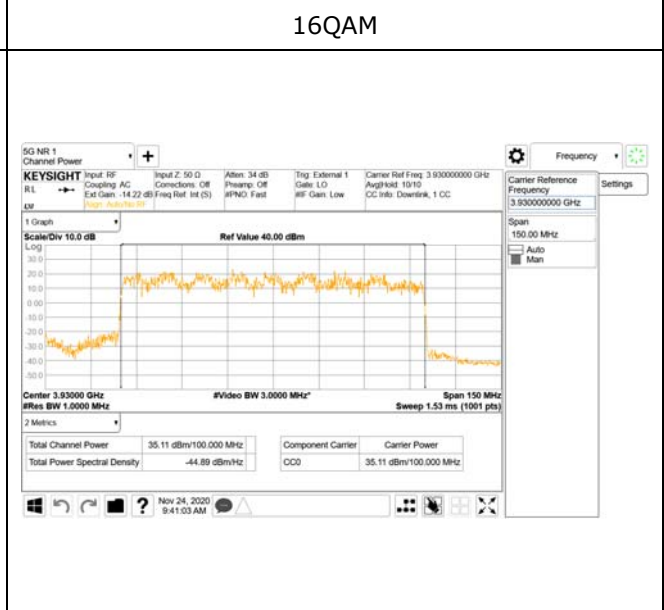 16QAM
5G NR 1
Channel Power
Frequency
KEYSIGHT
RL
Input: RF
Coupling: AC
Ext Gain: -14.22 dB
Align: Auto/No RF
Input Z: 50 Ω
Corrections: Off
Freq Ref: Int (S)
Atten: 34 dB
Preamp: Off
#PNO: Fast
Trig: External 1
Gate: LO
#IF Gain: Low
Carrier Ref Freq: 3.930000000 GHz
Avg|Hold: 10/10
CC Info: Downlink, 1 CC
Carrier Reference
Frequency
3.930000000 GHz
Settings
Span
150.00 MHz
Auto
Man
1 Graph
Scale/Div 10.0 dB
Ref Value 40.00 dBm
Log
30.0
20.0
10.0
0.00
-10.0
-20.0
-30.0
-40.0
-50.0
Center 3.93000 GHz
#Video BW 3.0000 MHz*
Span 150 MHz
#Res BW 1.0000 MHz
Sweep 1.53 ms (1001 pts)
2 Metrics
Total Channel Power 35.11 dBm/100.000 MHz
Total Power Spectral Density -44.89 dBm/Hz
Component Carrier Carrier Power
CC0 35.11 dBm/100.000 MHz
?
Nov 24, 2020
9:41:03 AM